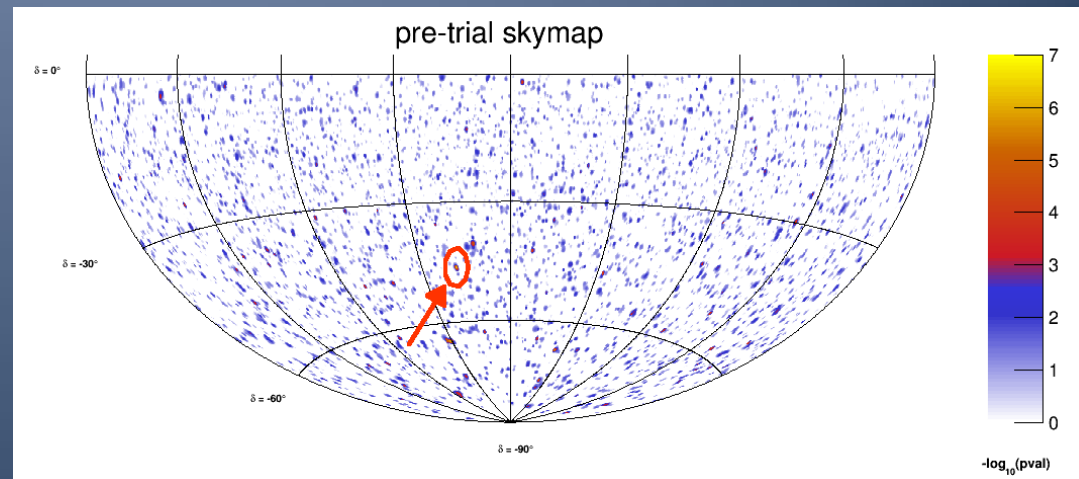 pre-trial skymap
δ = 0°
δ = -30°
δ = -60°
δ = -90°
7
6
5
4
3
2
1
0
-log10(pval)